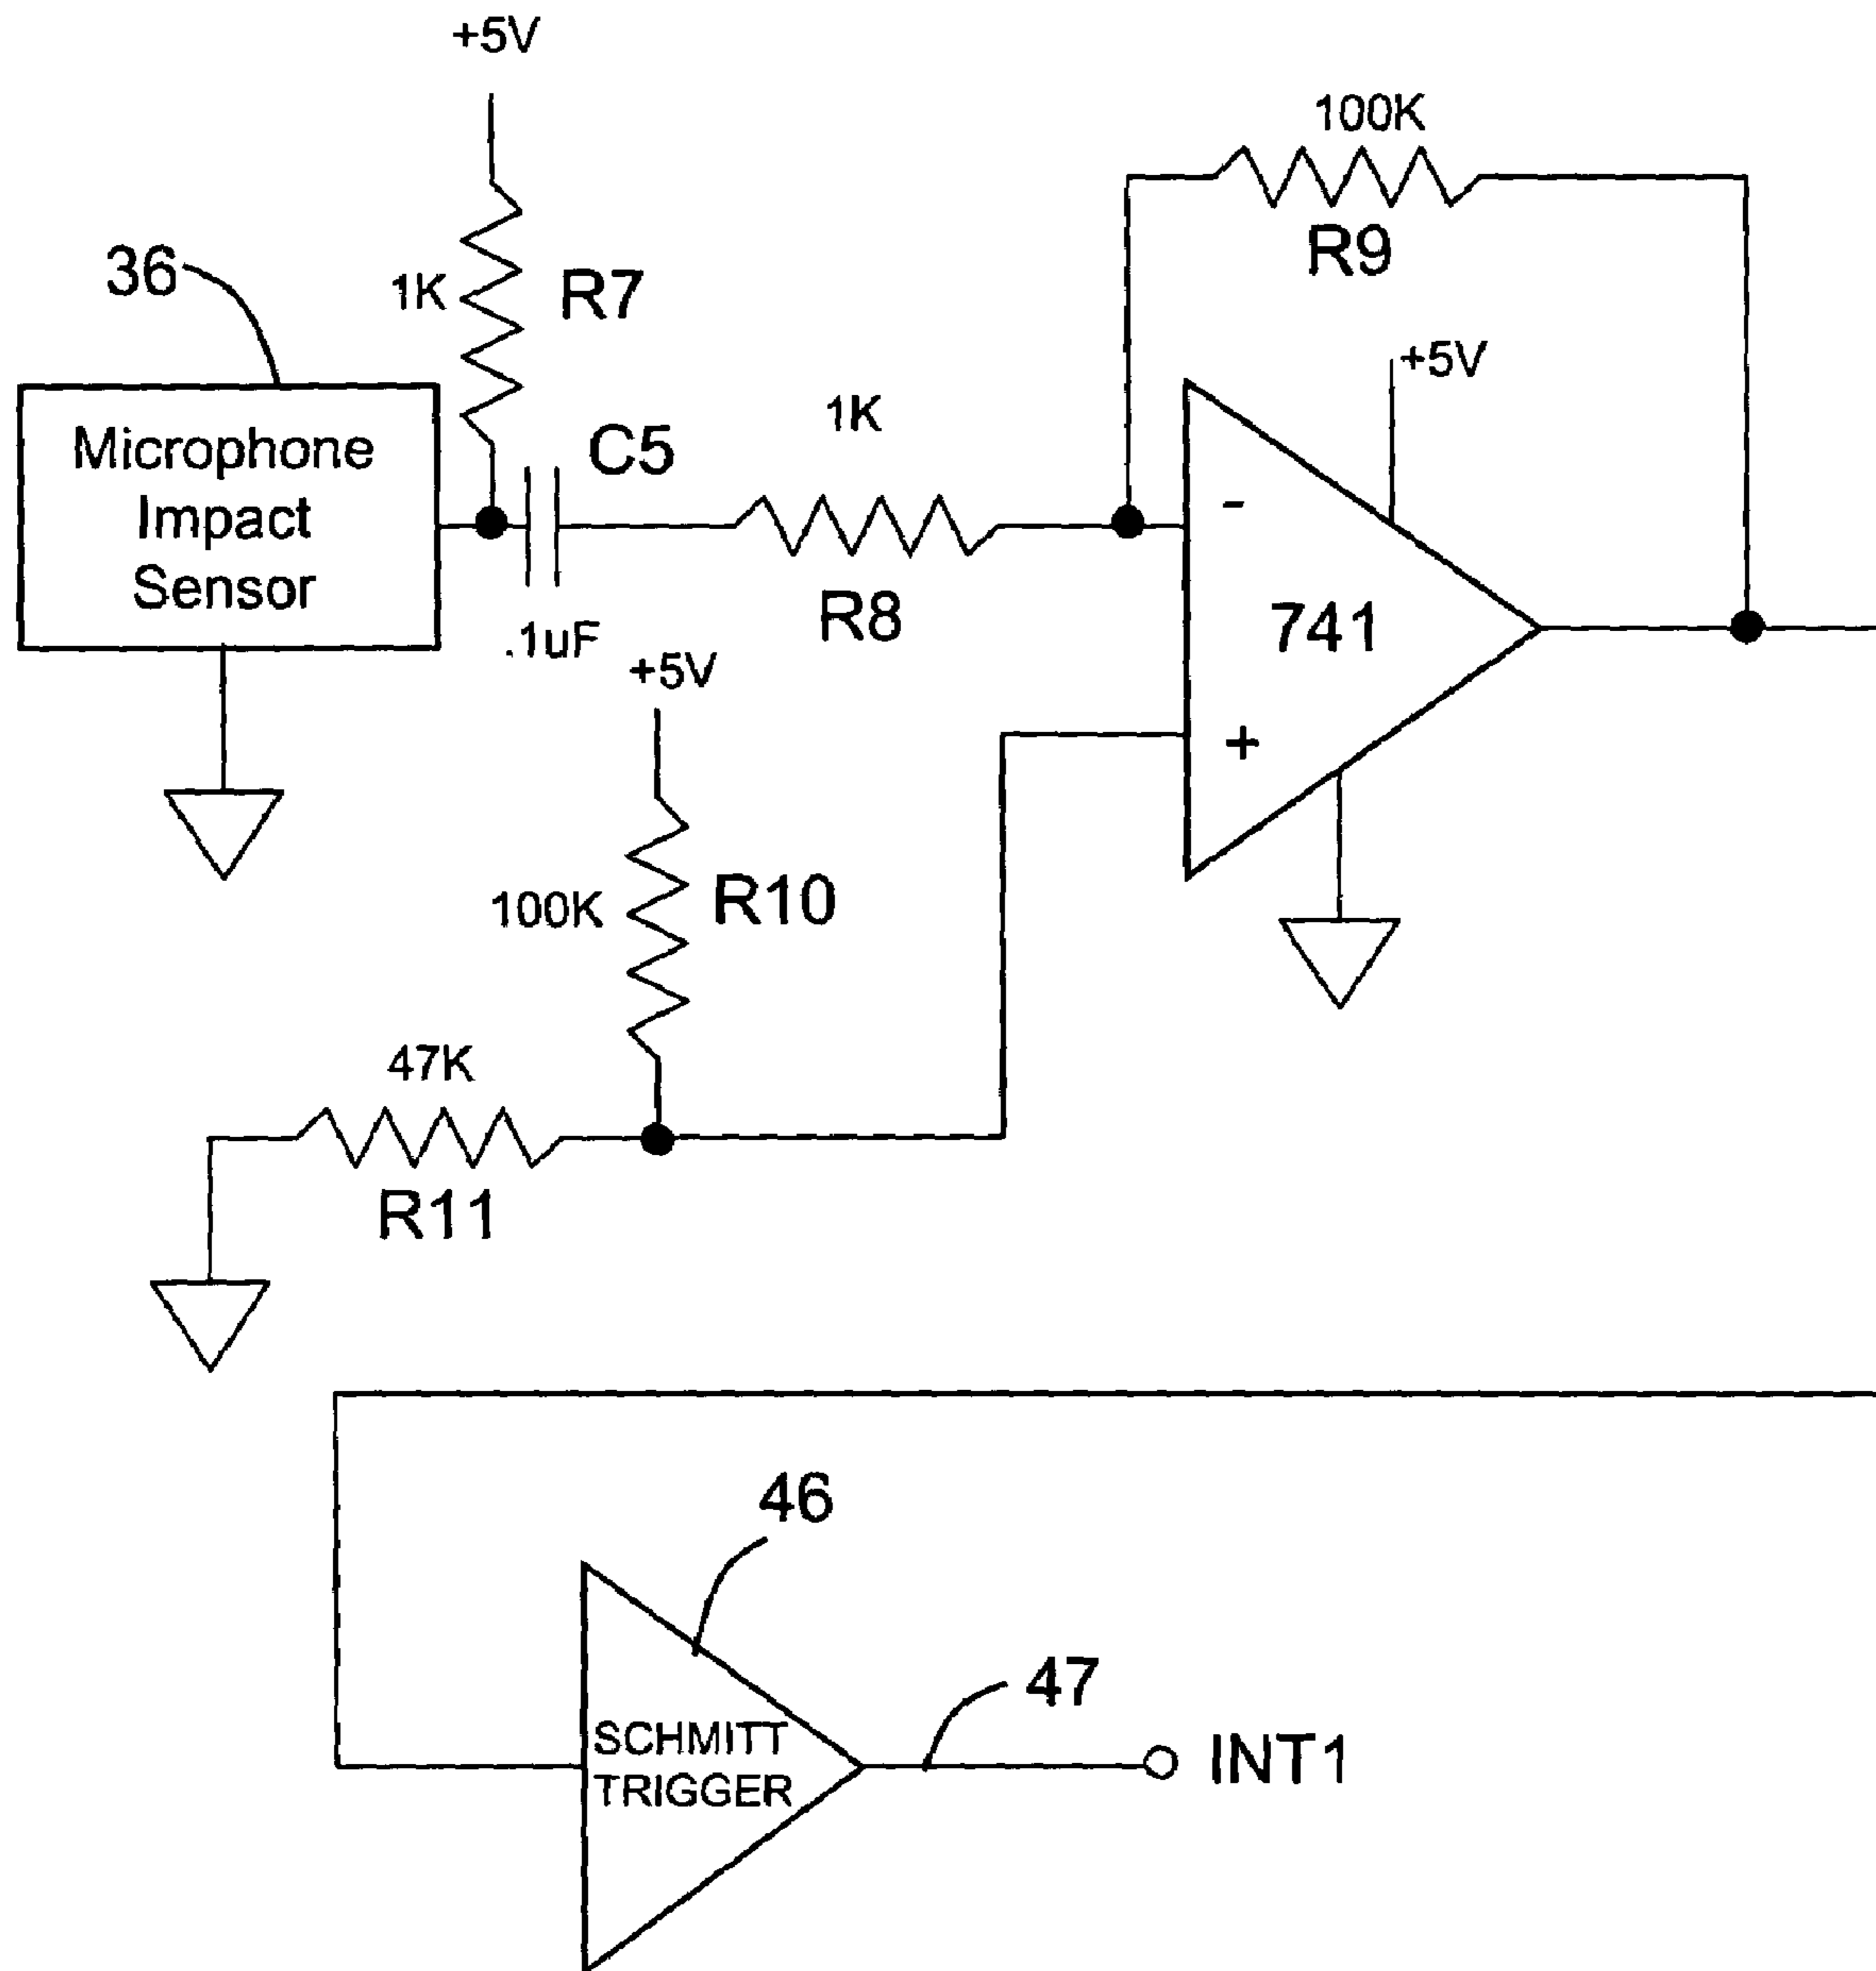 +5V
100K
R9
36
1K
R7
+5V
Microphone
Impact
Sensor
C5
1K
-
R8
741
.1uF
+5V
+
100K
R10
47K
R11
46
47
SCHMITT
TRIGGER
INT1